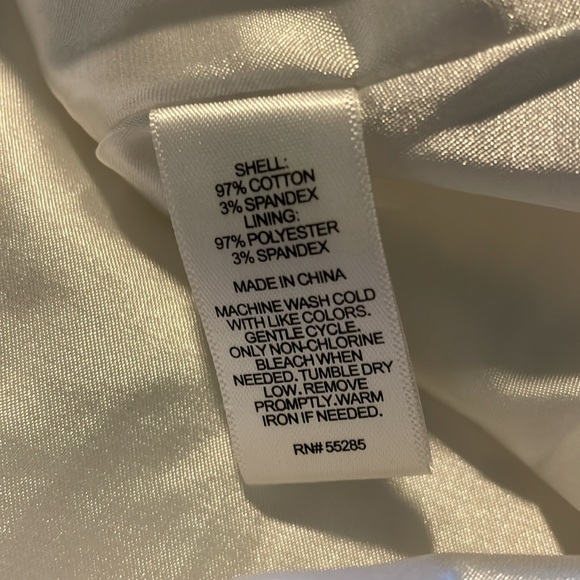 SHELL:
97% COTTON
3% SPANDEX
LINING:
97% POLYESTER
3% SPANDEX
MADE IN CHINA
MACHINE WASH COLD
WITH LIKE COLORS.
GENTLE CYCLE.
ONLY NON-CHLORINE
BLEACH WHEN
NEEDED. TUMBLE DRY
LOW. REMOVE
PROMPTLY.WARM
IRON IF NEEDED.
RN# 55285